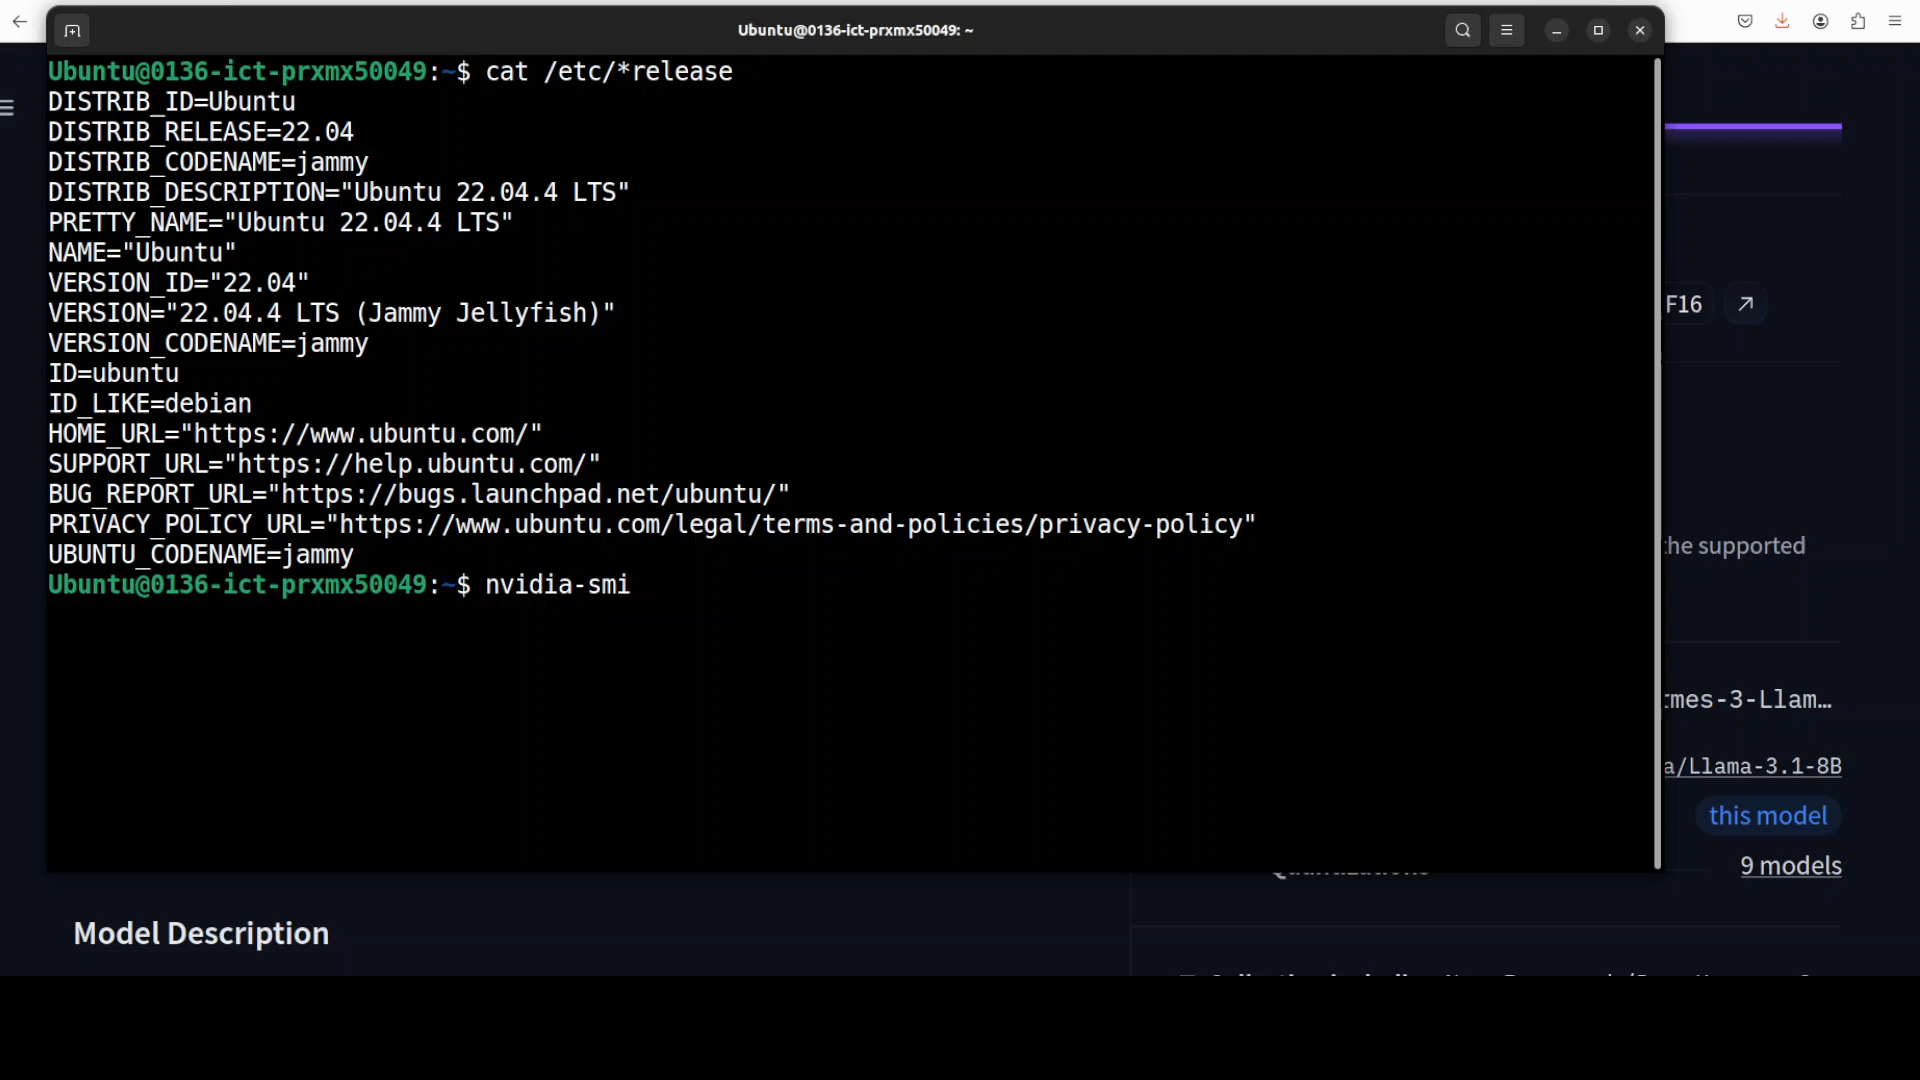 Ubuntu@0136-ict-prxmx50049: ~
Ubuntu@0136-ict-prxmx50049:~$ cat /etc/*release
DISTRIB_ID=Ubuntu
DISTRIB_RELEASE=22.04
DISTRIB_CODENAME=jammy
DISTRIB_DESCRIPTION="Ubuntu 22.04.4 LTS"
PRETTY_NAME="Ubuntu 22.04.4 LTS"
NAME="Ubuntu"
VERSION_ID="22.04"
VERSION="22.04.4 LTS (Jammy Jellyfish)"
VERSION_CODENAME=jammy
ID=ubuntu
ID_LIKE=debian
HOME_URL="https://www.ubuntu.com/"
SUPPORT_URL="https://help.ubuntu.com/"
BUG_REPORT_URL="https://bugs.launchpad.net/ubuntu/"
PRIVACY_POLICY_URL="https://www.ubuntu.com/legal/terms-and-policies/privacy-policy"
UBUNTU_CODENAME=jammy
Ubuntu@0136-ict-prxmx50049:~$ nvidia-smi
F16
the supported
rmes-3-Llam…
a/Llama-3.1-8B
this model
9 models
Model Description